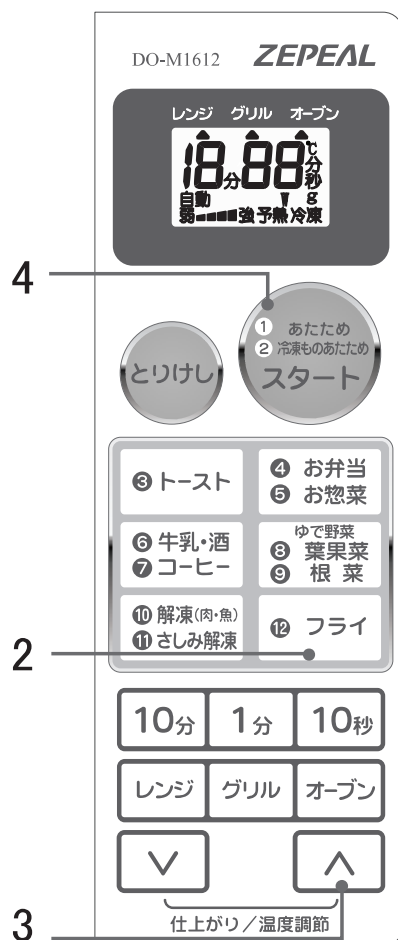 DO-M1612 ZEPEAL
レンジ グリル オーブン
18分88℃分秒
自動 g
弱 強 予熱 冷凍
4
① あたため
② 冷凍ものあたため
スタート
とりけし
❸ トースト
❹ お弁当
❺ お惣菜
❻ 牛乳・酒
❼ コーヒー
ゆで野菜
❽ 葉果菜
❾ 根 菜
❿ 解凍(肉・魚)
⓫ さしみ解凍
⓬ フライ
2
10分 1分 10秒
レンジ グリル オーブン
3
仕上がり/温度調節